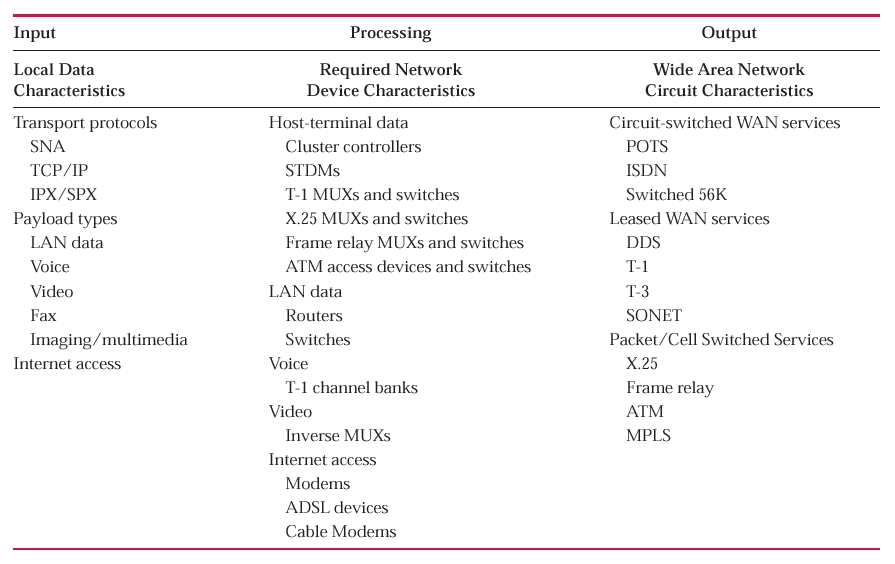 Input Processing Output
Local Data Required Network Wide Area Network
Characteristics Device Characteristics Circuit Characteristics
Transport protocols Host-terminal data Circuit-switched WAN services
SNA Cluster controllers POTS
TCP/IP STDMs ISDN
IPX/SPX T-1 MUXs and switches Switched 56K
Payload types X.25 MUXs and switches Leased WAN services
LAN data Frame relay MUXs and switches DDS
Voice ATM access devices and switches T-1
Video LAN data T-3
Fax Routers SONET
Imaging/multimedia Switches Packet/Cell Switched Services
Internet access Voice X.25
T-1 channel banks Frame relay
Video ATM
Inverse MUXs MPLS
Internet access
Modems
ADSL devices
Cable Modems